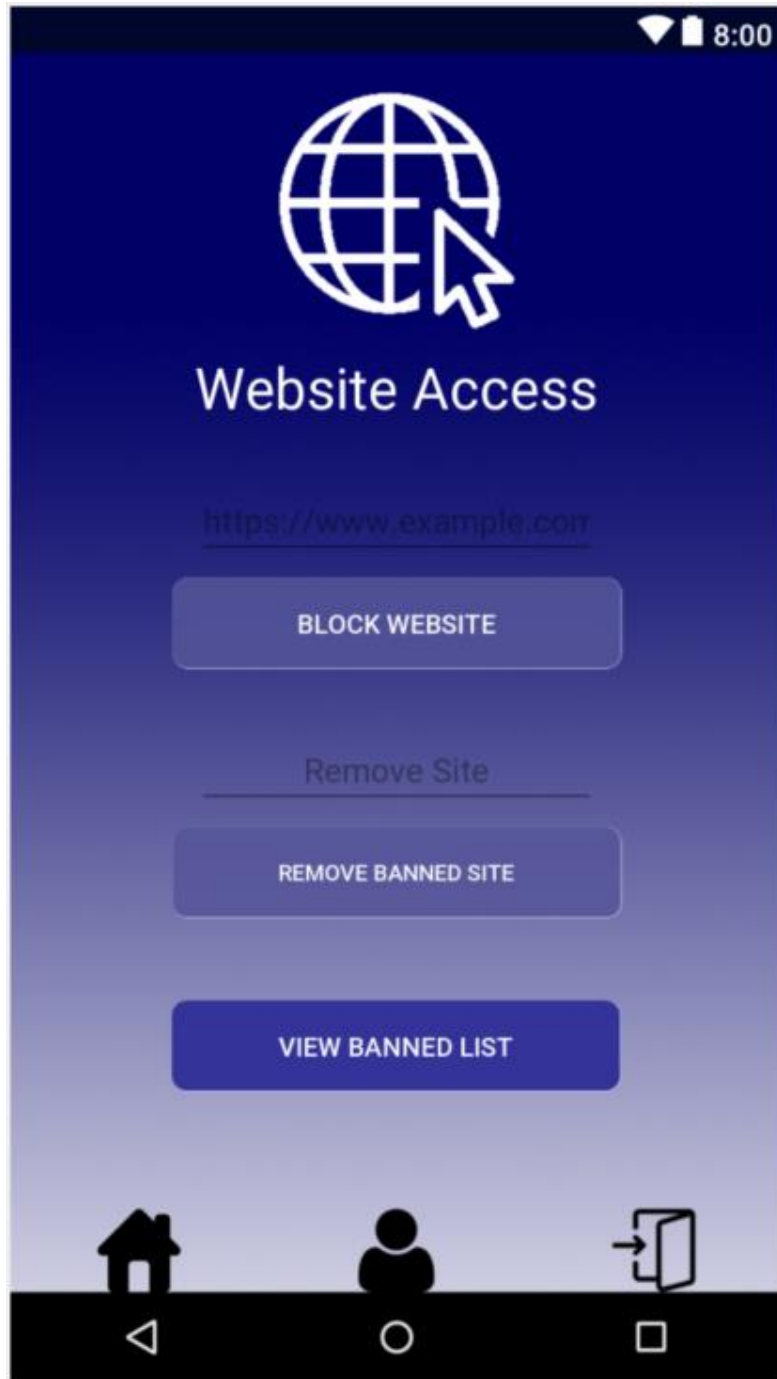 8:00
Website Access
https://www.example.com
BLOCK WEBSITE
Remove Site
REMOVE BANNED SITE
VIEW BANNED LIST